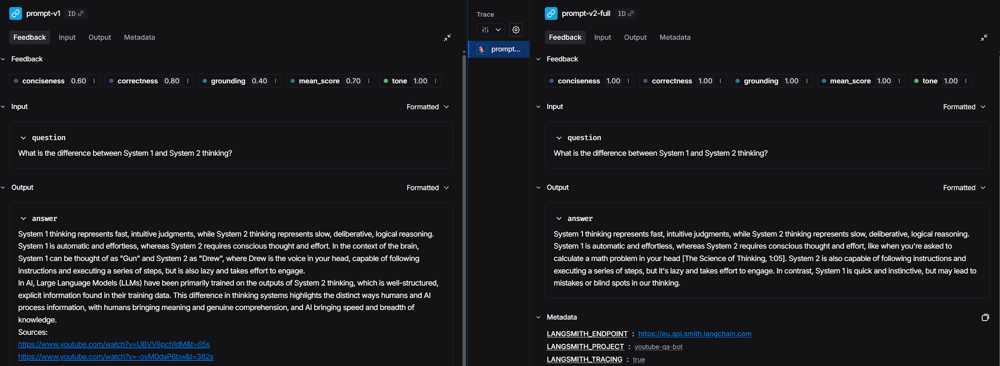 prompt-v1 ID
Feedback Input Output Metadata
Feedback
conciseness 0.60 correctness 0.80 grounding 0.40 mean_score 0.70 tone 1.00
Input Formatted
question
What is the difference between System 1 and System 2 thinking?
Output Formatted
answer
System 1 thinking represents fast, intuitive judgments, while System 2 thinking represents slow, deliberative, logical reasoning.
System 1 is automatic and effortless, whereas System 2 requires conscious thought and effort. In the context of the brain,
System 1 can be thought of as "Gun" and System 2 as "Drew", where Drew is the voice in your head, capable of following
instructions and executing a series of steps, but is also lazy and takes effort to engage.
In AI, Large Language Models (LLMs) have been primarily trained on the outputs of System 2 thinking, which is well-structured,
explicit information found in their training data. This difference in thinking systems highlights the distinct ways humans and AI
process information, with humans bringing meaning and genuine comprehension, and AI bringing speed and breadth of
knowledge.
Sources:
https://www.youtube.com/watch?v=UBVV8pch1dM&t=65s
https://www.youtube.com/watch?v=-ovM0daP6bw&t=382s
Trace
prompt...
prompt-v2-full ID
Feedback Input Output Metadata
Feedback
conciseness 1.00 correctness 1.00 grounding 1.00 mean_score 1.00 tone 1.00
Input Formatted
question
What is the difference between System 1 and System 2 thinking?
Output Formatted
answer
System 1 thinking represents fast, intuitive judgments, while System 2 thinking represents slow, deliberative, logical reasoning.
System 1 is automatic and effortless, whereas System 2 requires conscious thought and effort, like when you're asked to
calculate a math problem in your head [The Science of Thinking, 1:05]. System 2 is also capable of following instructions and
executing a series of steps, but it's lazy and takes effort to engage. In contrast, System 1 is quick and instinctive, but may lead to
mistakes or blind spots in our thinking.
Metadata
LANGSMITH_ENDPOINT : https://eu.api.smith.langchain.com
LANGSMITH_PROJECT : youtube-qa-bot
LANGSMITH_TRACING : true